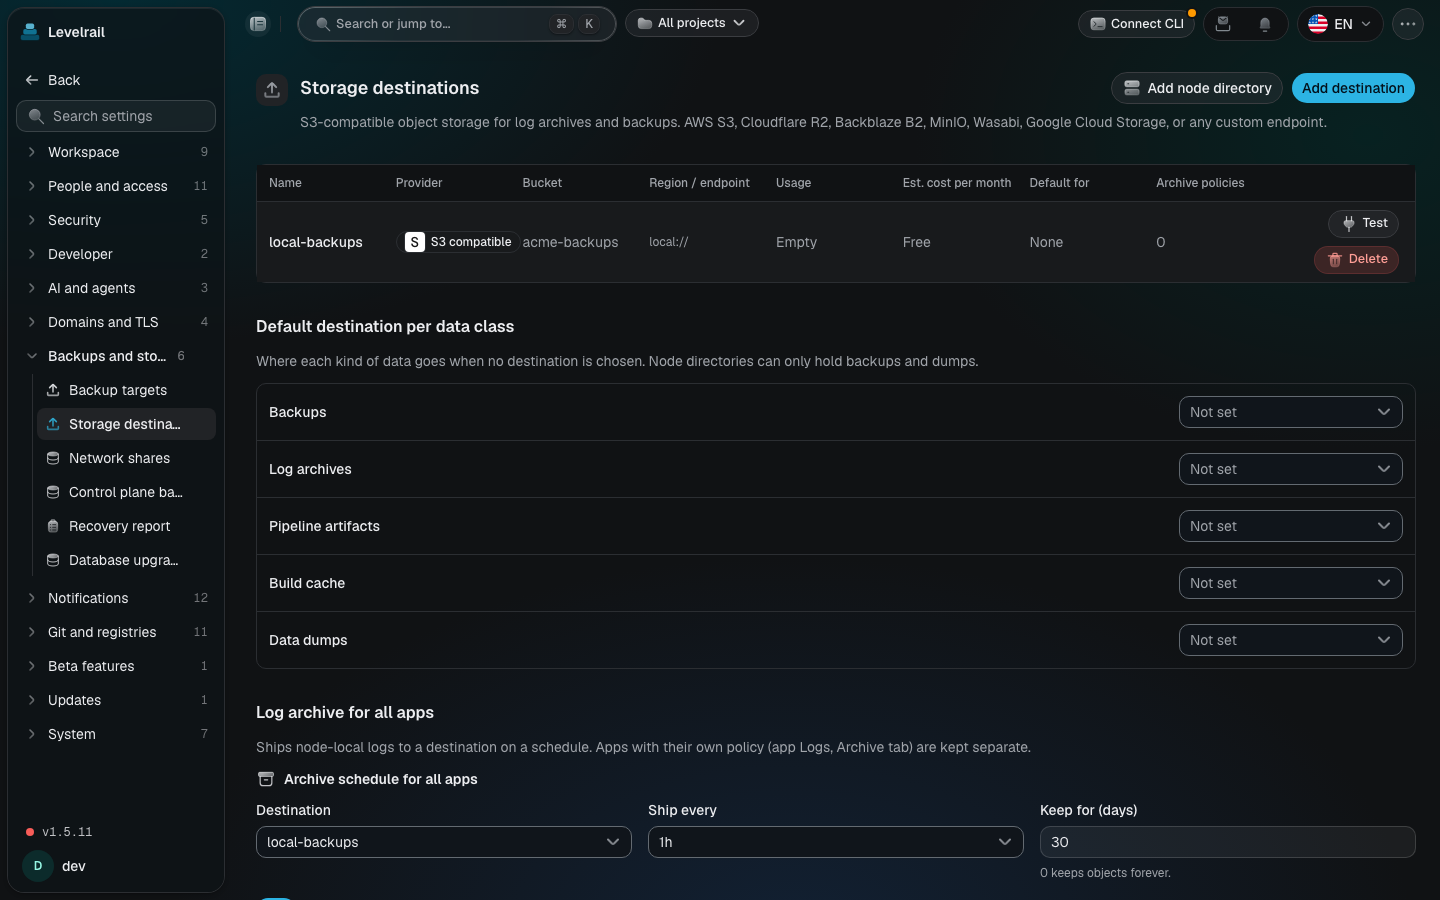 Levelrail
Search or jump to...
⌘ K
All projects
Connect CLI
EN
Back
Search settings
Workspace 9
People and access 11
Security 5
Developer 2
AI and agents 3
Domains and TLS 4
Backups and sto... 6
Backup targets
Storage destina...
Network shares
Control plane ba...
Recovery report
Database upgra...
Notifications 12
Git and registries 11
Beta features 1
Updates 1
System 7
v1.5.11
D dev
Storage destinations
Add node directory
Add destination
S3-compatible object storage for log archives and backups. AWS S3, Cloudflare R2, Backblaze B2, MinIO, Wasabi, Google Cloud Storage, or any custom endpoint.
Name Provider Bucket Region / endpoint Usage Est. cost per month Default for Archive policies
local-backups S S3 compatible acme-backups local:// Empty Free None 0
Test
Delete
Default destination per data class
Where each kind of data goes when no destination is chosen. Node directories can only hold backups and dumps.
Backups Not set
Log archives Not set
Pipeline artifacts Not set
Build cache Not set
Data dumps Not set
Log archive for all apps
Ships node-local logs to a destination on a schedule. Apps with their own policy (app Logs, Archive tab) are kept separate.
Archive schedule for all apps
Destination Ship every Keep for (days)
local-backups 1h 30
0 keeps objects forever.